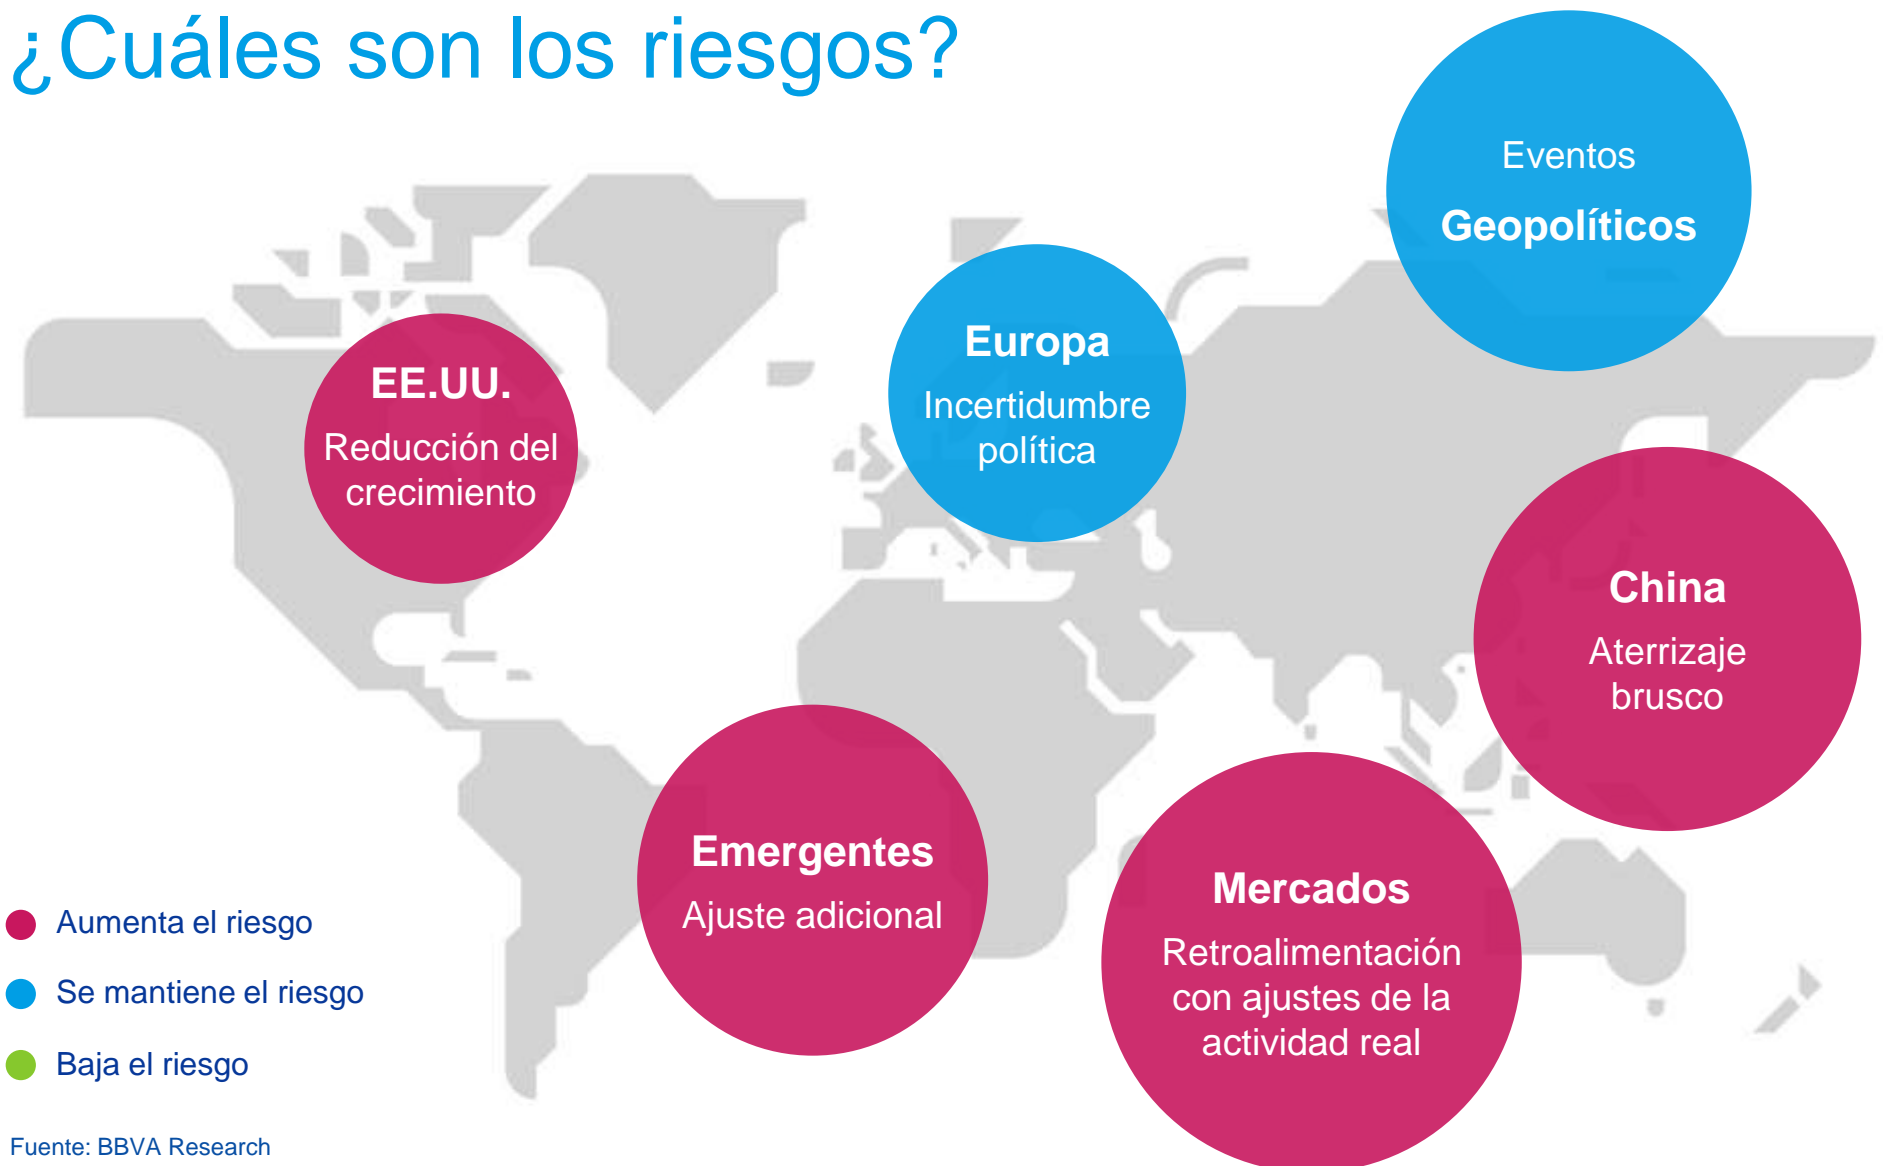 ¿Cuáles son los riesgos?
Eventos
Geopolíticos
Europa
Incertidumbre
política
EE.UU.
Reducción del
crecimiento
China
Aterrizaje
brusco
Emergentes
Ajuste adicional
Mercados
Retroalimentación
con ajustes de la
actividad real
Aumenta el riesgo
Se mantiene el riesgo
Baja el riesgo
Fuente: BBVA Research